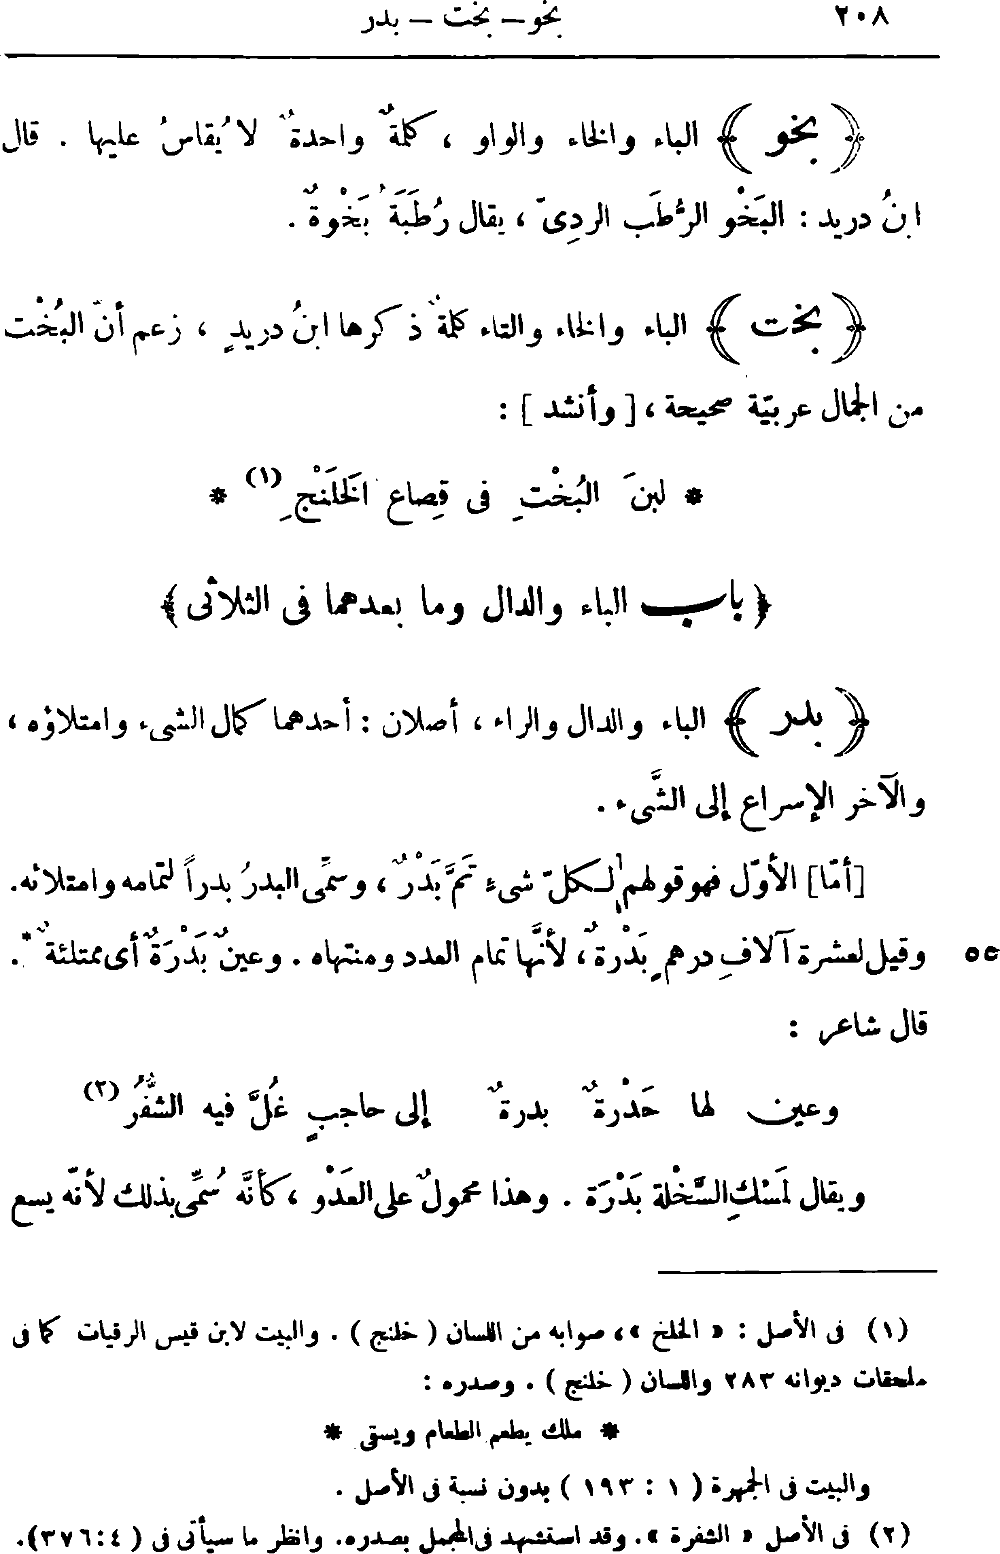 ٢٠٨ بخو — بخت — بدر
﴿ بخو ﴾ الباء والخاء والواو ، كلمةٌ واحدةٌ لا يُقاسُ عليها . قال
ابنُ دريد : البَخْو الرُّطَب الردِىّ ، يقال رُطَبَةُ بَخْوةٌ .
﴿ بخت ﴾ الباء والخاء والتاء كلمةٌ ذكرها ابنُ دريدٍ ، زعم أنّ البُخْت
من الجمال عربيّة صحيحة ، [ وأنشد ] :
* لبنَ البُخْتِ فى قِصاع الخَلَنْجِ (١) *
﴿ باب الباء والدال وما بعدهما فى الثلاثى ﴾
﴿ بدر ﴾ الباء والدال والراء ، أصلان : أحدهما كمال الشىء وامتلاؤه ،
والآخر الإسراع إلى الشَّىء .
[أمّا] الأوّل فهو قولهم لـكلّ شىءٍ تَمَّ بَدْرٌ ، وسمِّى البدرُ بدراً لتمامه وامتلائه.
وقيل لعشرة آلافِ درهمٍ بَدْرةٌ ، لأنَّها تمام العدد ومنتهاه . وعينٌ بَدْرَةٌ أى ممتلئةٌ * . ٥٢
قال شاعر :
وعين لها حَدْرةٌ بدرةٌ إلى حاجبٍ غُلَّ فيه الشُّفُرُ (٢)
ويقال لمَسْكِ السَّخْلة بَدْرَة . وهذا محمولٌ على العَدْو ، كأنَّه سُمِّى بذلك لأنّه يسع
(١) فى الأصل : « الخلخ » ، صوابه من اللسان ( خلنج ) . والبيت لابن قيس الرقيات كما فى
ملحقات ديوانه ٢٨٣ واللسان ( خلنج ) . وصدره :
* ملك يطعم الطعام ويسقى *
والبيت فى الجمهرة ( ١ : ١٩٣ ) بدون نسبة فى الأصل .
(٢) فى الأصل « الشفرة » . وقد استشهد فى المجمل بصدره. وانظر ما سيأتى فى ( ٤ : ٣٧٦).